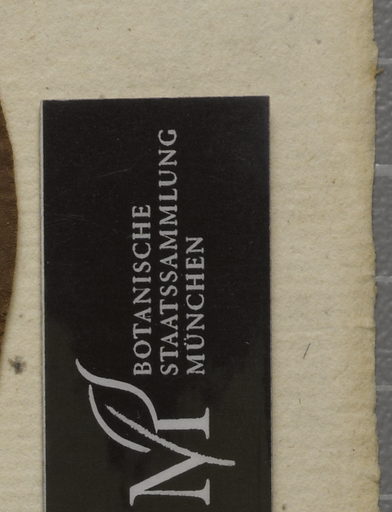 BOTANISCHE
STAATSSAMMLUNG
MÜNCHEN
M